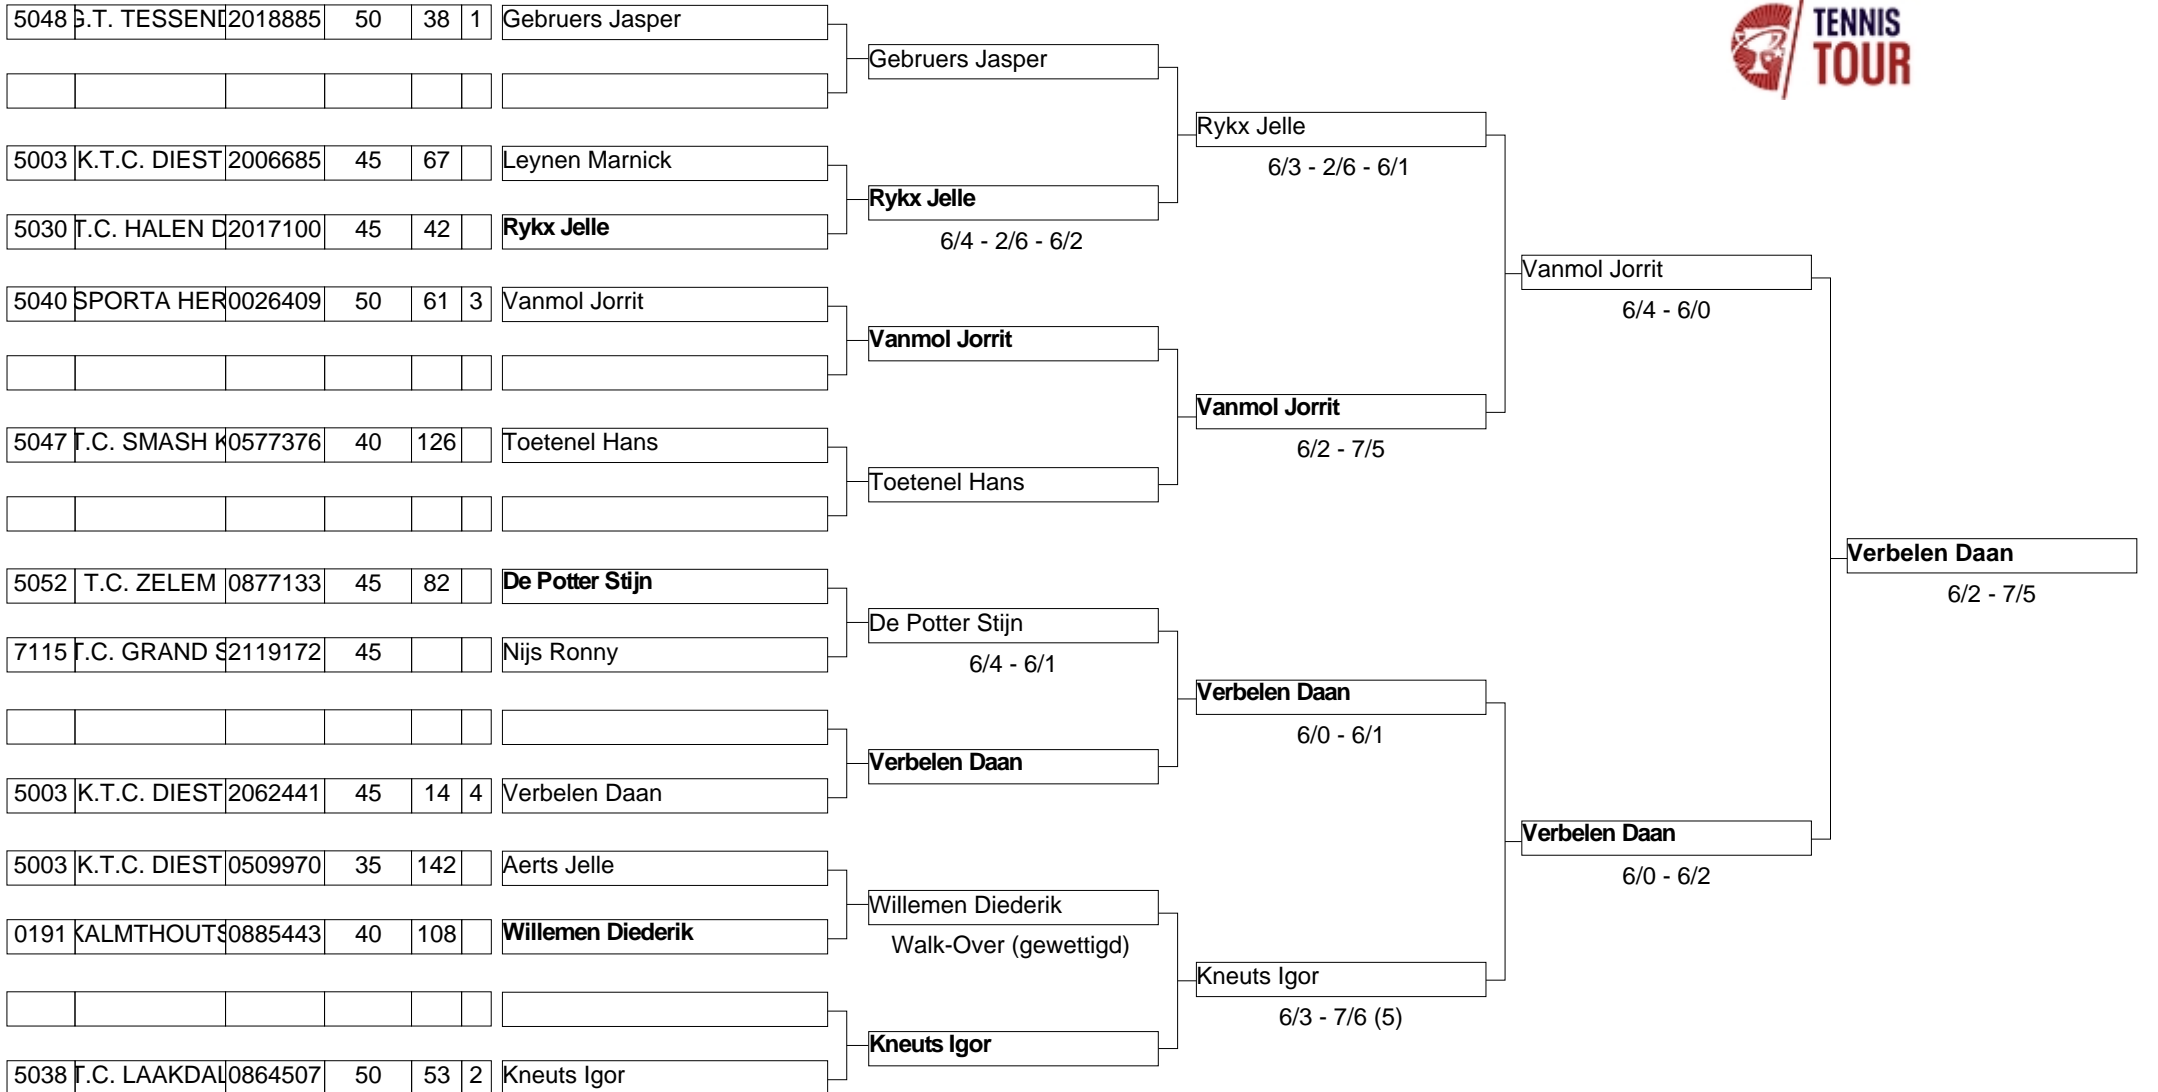 TENNIS
TOUR
5048 G.T. TESSEND 2018885 50 38 1 Gebruers Jasper
Gebruers Jasper
Rykx Jelle
6/3 - 2/6 - 6/1
5003 K.T.C. DIEST 2006685 45 67 Leynen Marnick
Rykx Jelle
6/4 - 2/6 - 6/2
5030 T.C. HALEN D 2017100 45 42 Rykx Jelle
Vanmol Jorrit
6/4 - 6/0
5040 SPORTA HER 0026409 50 61 3 Vanmol Jorrit
Vanmol Jorrit
Vanmol Jorrit
6/2 - 7/5
5047 T.C. SMASH K 0577376 40 126 Toetenel Hans
Toetenel Hans
Verbelen Daan
6/2 - 7/5
5052 T.C. ZELEM 0877133 45 82 De Potter Stijn
De Potter Stijn
6/4 - 6/1
7115 T.C. GRAND S 2119172 45 Nijs Ronny
Verbelen Daan
6/0 - 6/1
Verbelen Daan
5003 K.T.C. DIEST 2062441 45 14 4 Verbelen Daan
Verbelen Daan
6/0 - 6/2
5003 K.T.C. DIEST 0509970 35 142 Aerts Jelle
Willemen Diederik
Walk-Over (gewettigd)
0191 KALMTHOUTS 0885443 40 108 Willemen Diederik
Kneuts Igor
6/3 - 7/6 (5)
Kneuts Igor
5038 T.C. LAAKDAL 0864507 50 53 2 Kneuts Igor